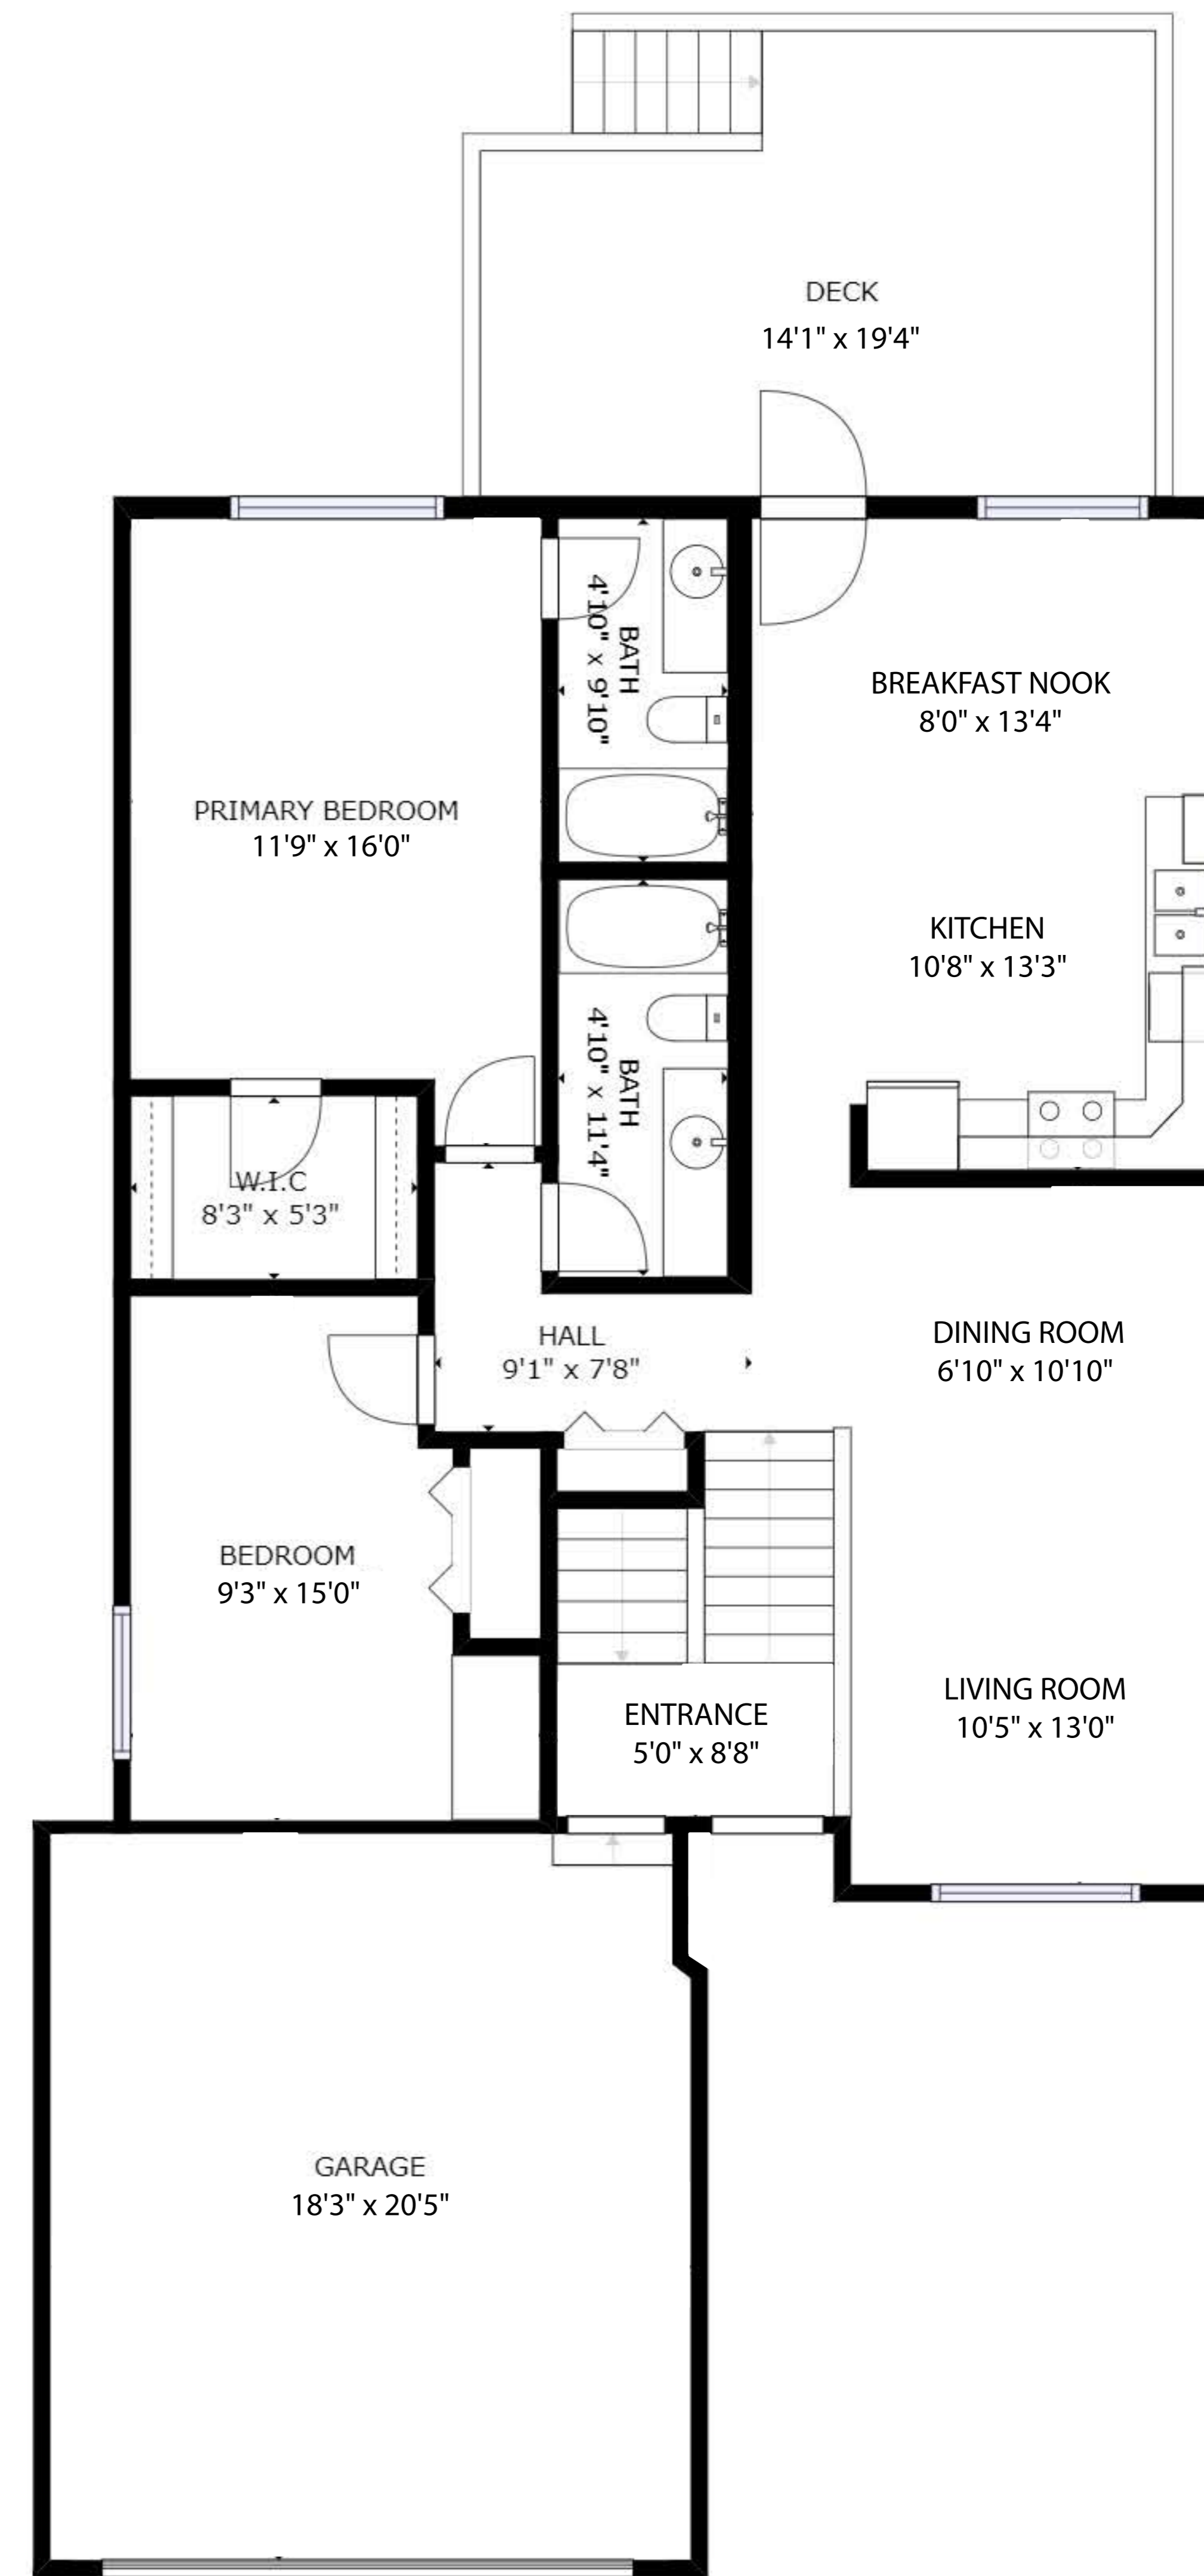 DECK
14'1" x 19'4"
BATH
4'10" x 9'10"
BREAKFAST NOOK
8'0" x 13'4"
PRIMARY BEDROOM
11'9" x 16'0"
KITCHEN
10'8" x 13'3"
BATH
4'10" x 11'4"
W.I.C
8'3" x 5'3"
HALL
9'1" x 7'8"
DINING ROOM
6'10" x 10'10"
BEDROOM
9'3" x 15'0"
LIVING ROOM
10'5" x 13'0"
ENTRANCE
5'0" x 8'8"
GARAGE
18'3" x 20'5"